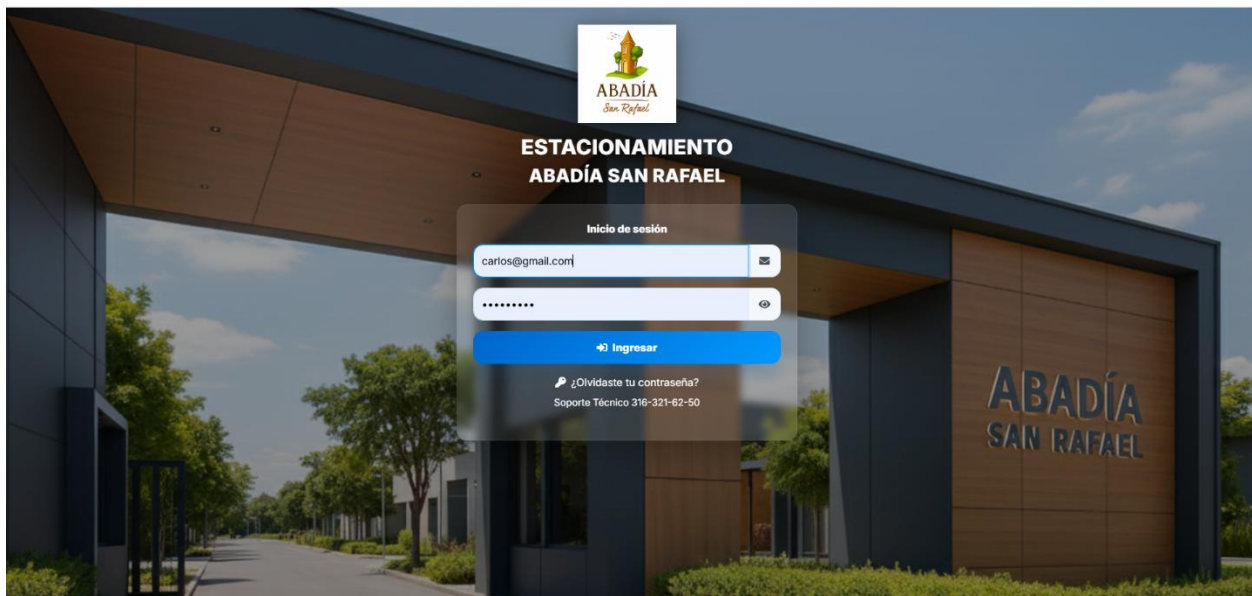 ABADÍA
San Rafael
ESTACIONAMIENTO
ABADÍA SAN RAFAEL
Inicio de sesión
carlos@gmail.com
•••••••••
Ingresar
¿Olvidaste tu contraseña?
Soporte Técnico 316-321-62-50
ABADÍA
SAN RAFAEL